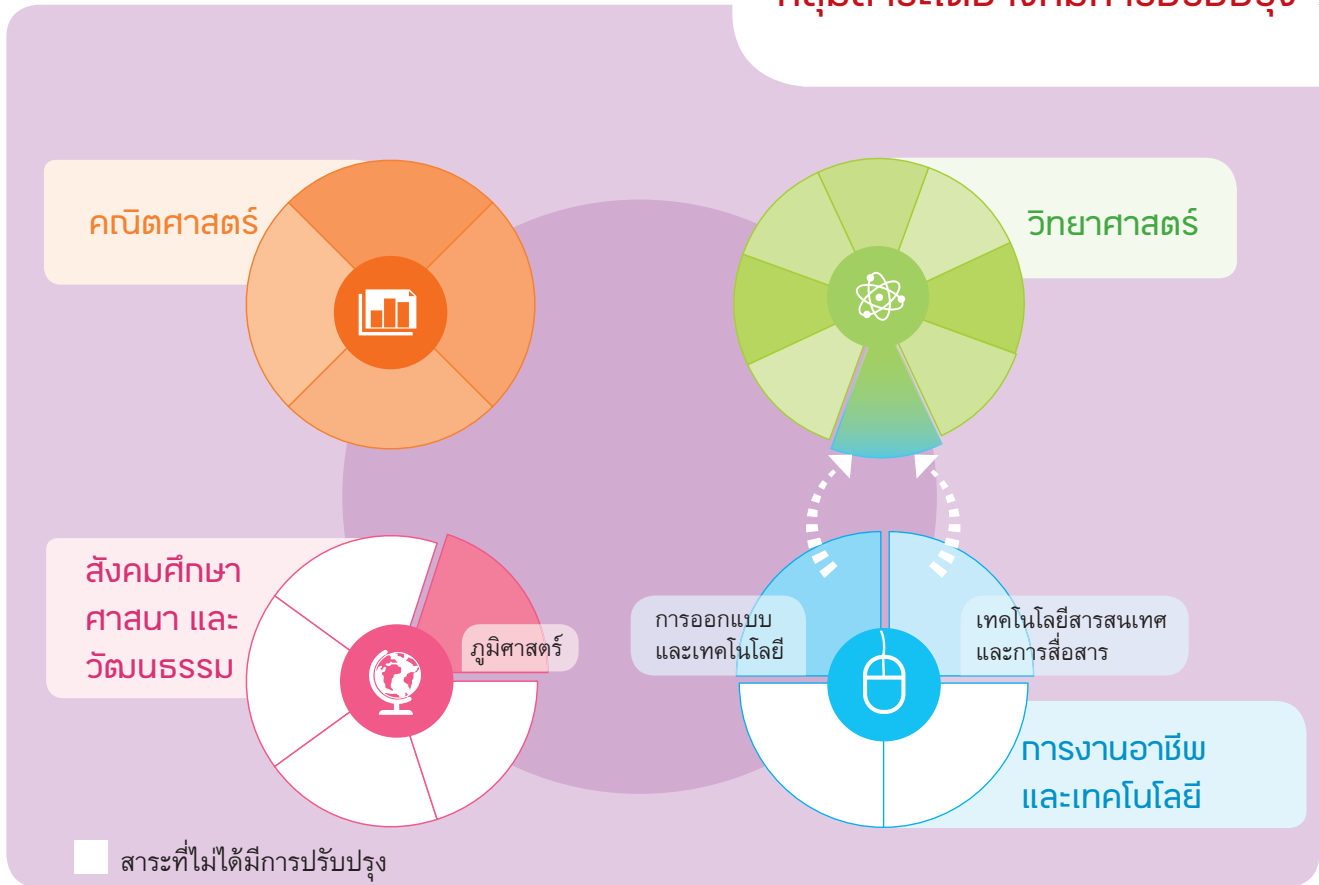 คณิตศาสตร์
วิทยาศาสตร์
สังคมศึกษา
ศาสนา และ
วัฒนธรรม
ภูมิศาสตร์
การออกแบบ
และเทคโนโลยี
เทคโนโลยีสารสนเทศ
และการสื่อสาร
การงานอาชีพ
และเทคโนโลยี
สาระที่ไม่ได้มีการปรับปรุง